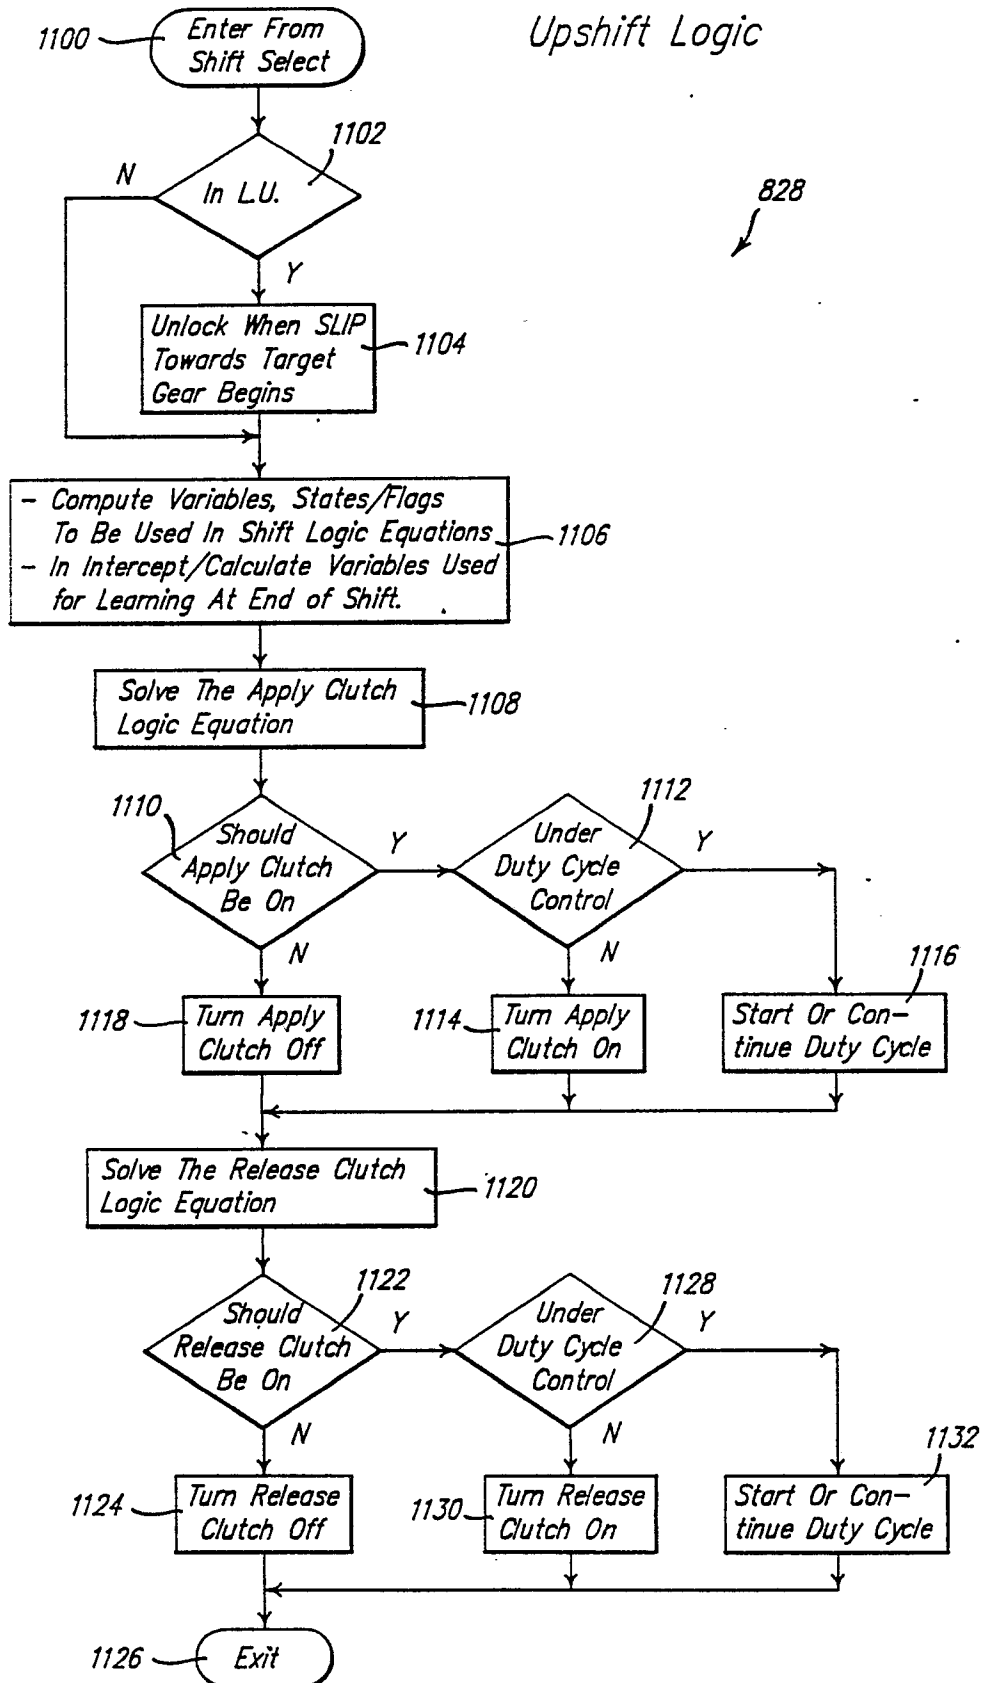 Upshift Logic
1100
Enter From
Shift Select
1102
N
In L.U.
828
Y
Unlock When SLIP
Towards Target
Gear Begins
1104
- Compute Variables, States/Flags
To Be Used In Shift Logic Equations
- In Intercept/Calculate Variables Used
for Learning At End of Shift.
1106
Solve The Apply Clutch
Logic Equation
1108
1110
Should
Apply Clutch
Be On
Y
1112
Under
Duty Cycle
Control
Y
N
N
1118
Turn Apply
Clutch Off
1114
Turn Apply
Clutch On
1116
Start Or Con-
tinue Duty Cycle
Solve The Release Clutch
Logic Equation
1120
1122
Should
Release Clutch
Be On
Y
1128
Under
Duty Cycle
Control
Y
N
N
1124
Turn Release
Clutch Off
1130
Turn Release
Clutch On
1132
Start Or Con-
tinue Duty Cycle
1126
Exit